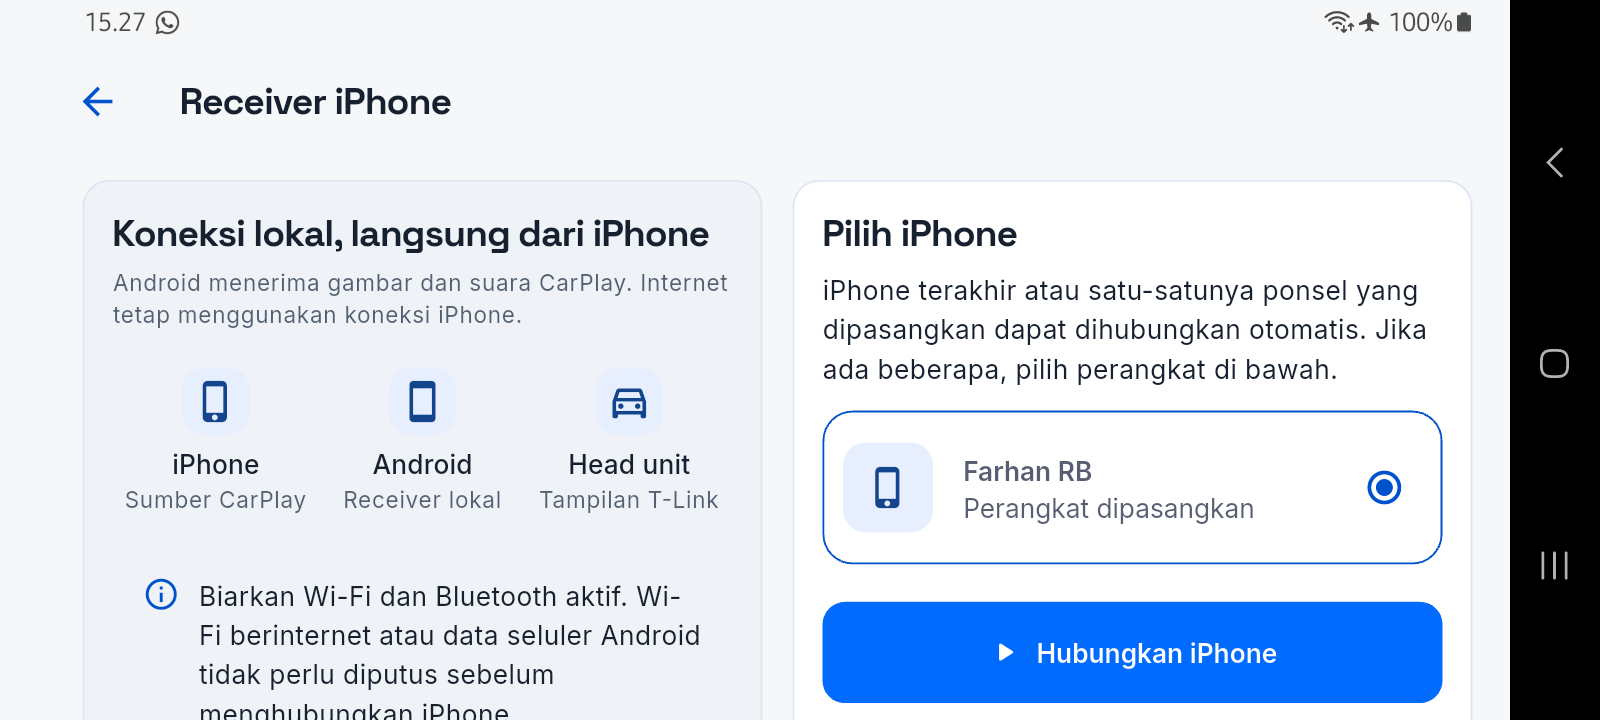 15.27
100%
Receiver iPhone
Koneksi lokal, langsung dari iPhone
Android menerima gambar dan suara CarPlay. Internet
tetap menggunakan koneksi iPhone.
iPhone
Sumber CarPlay
Android
Receiver lokal
Head unit
Tampilan T-Link
Biarkan Wi-Fi dan Bluetooth aktif. Wi-
Fi berinternet atau data seluler Android
tidak perlu diputus sebelum
menghubungkan iPhone
Pilih iPhone
iPhone terakhir atau satu-satunya ponsel yang
dipasangkan dapat dihubungkan otomatis. Jika
ada beberapa, pilih perangkat di bawah.
Farhan RB
Perangkat dipasangkan
Hubungkan iPhone